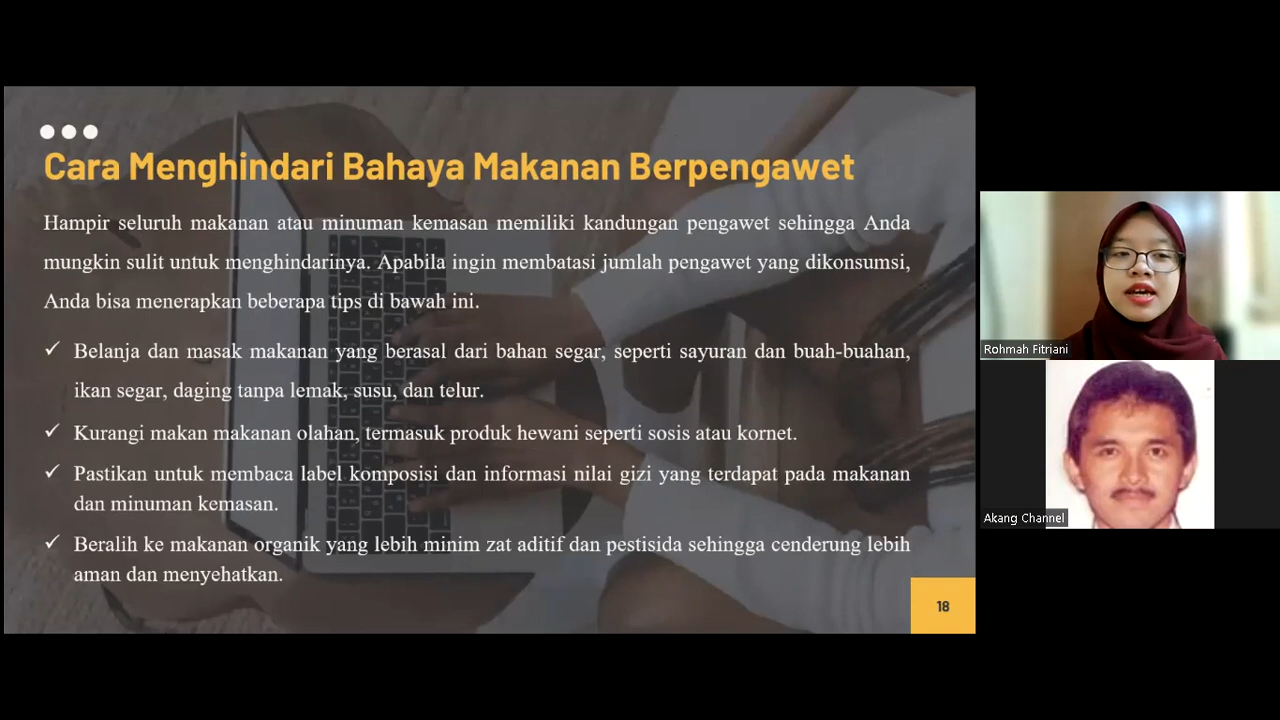 Cara Menghindari Bahaya Makanan Berpengawet
Hampir seluruh makanan atau minuman kemasan memiliki kandungan pengawet sehingga Anda
mungkin sulit untuk menghindarinya. Apabila ingin membatasi jumlah pengawet yang dikonsumsi,
Anda bisa menerapkan beberapa tips di bawah ini.
✓ Belanja dan masak makanan yang berasal dari bahan segar, seperti sayuran dan buah-buahan,
ikan segar, daging tanpa lemak, susu, dan telur.
✓ Kurangi makan makanan olahan, termasuk produk hewani seperti sosis atau kornet.
✓ Pastikan untuk membaca label komposisi dan informasi nilai gizi yang terdapat pada makanan
dan minuman kemasan.
✓ Beralih ke makanan organik yang lebih minim zat aditif dan pestisida sehingga cenderung lebih
aman dan menyehatkan.
18
Rohmah Fitriani
Akang Channel